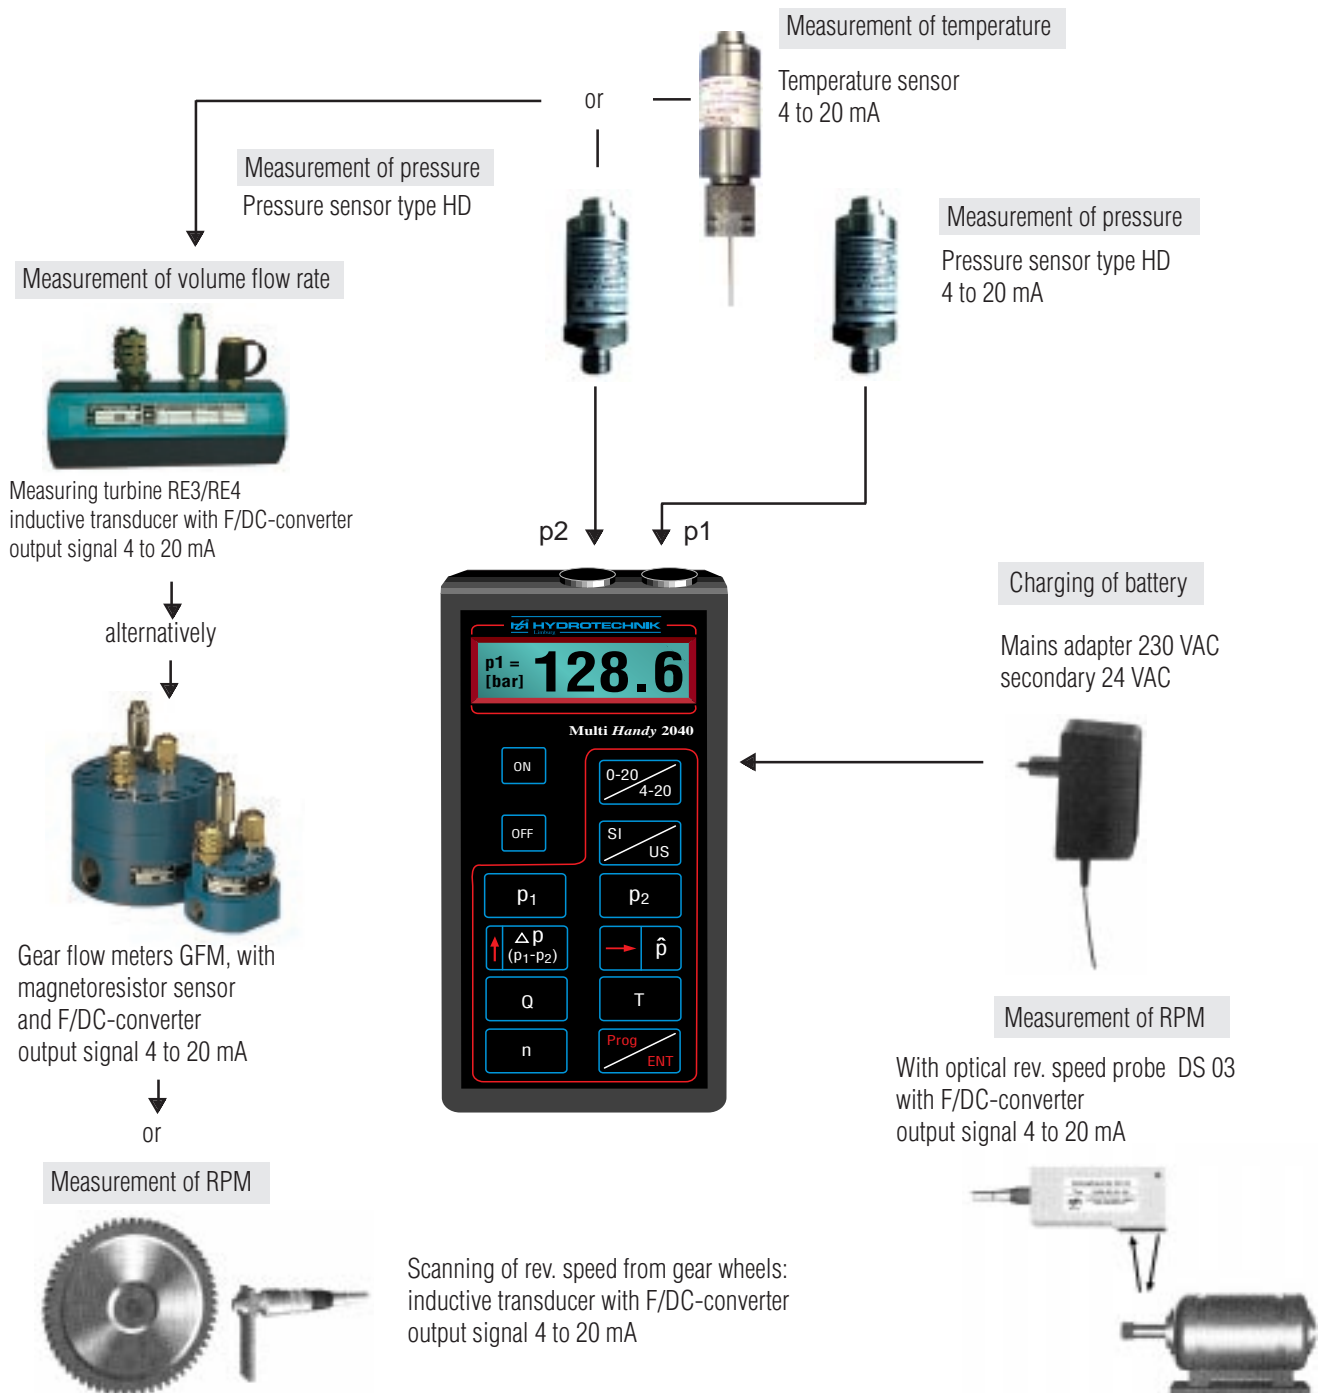 Measurement of temperature
Temperature sensor
4 to 20 mA
or
Measurement of pressure
Pressure sensor type HD
Measurement of pressure
Pressure sensor type HD
4 to 20 mA
Measurement of volume flow rate
Measuring turbine RE3/RE4
inductive transducer with F/DC-converter
output signal 4 to 20 mA
p2
p1
alternatively
Gear flow meters GFM, with
magnetoresistor sensor
and F/DC-converter
output signal 4 to 20 mA
or
Measurement of RPM
Scanning of rev. speed from gear wheels:
inductive transducer with F/DC-converter
output signal 4 to 20 mA
HYDROTECHNIK
Limburg
p1 =
[bar]
128.6
Multi Handy 2040
ON
0-20
4-20
OFF
SI
US
p1
p2
△p
(p1-p2)
p̂
Q
T
n
Prog
ENT
Charging of battery
Mains adapter 230 VAC
secondary 24 VAC
Measurement of RPM
With optical rev. speed probe DS 03
with F/DC-converter
output signal 4 to 20 mA